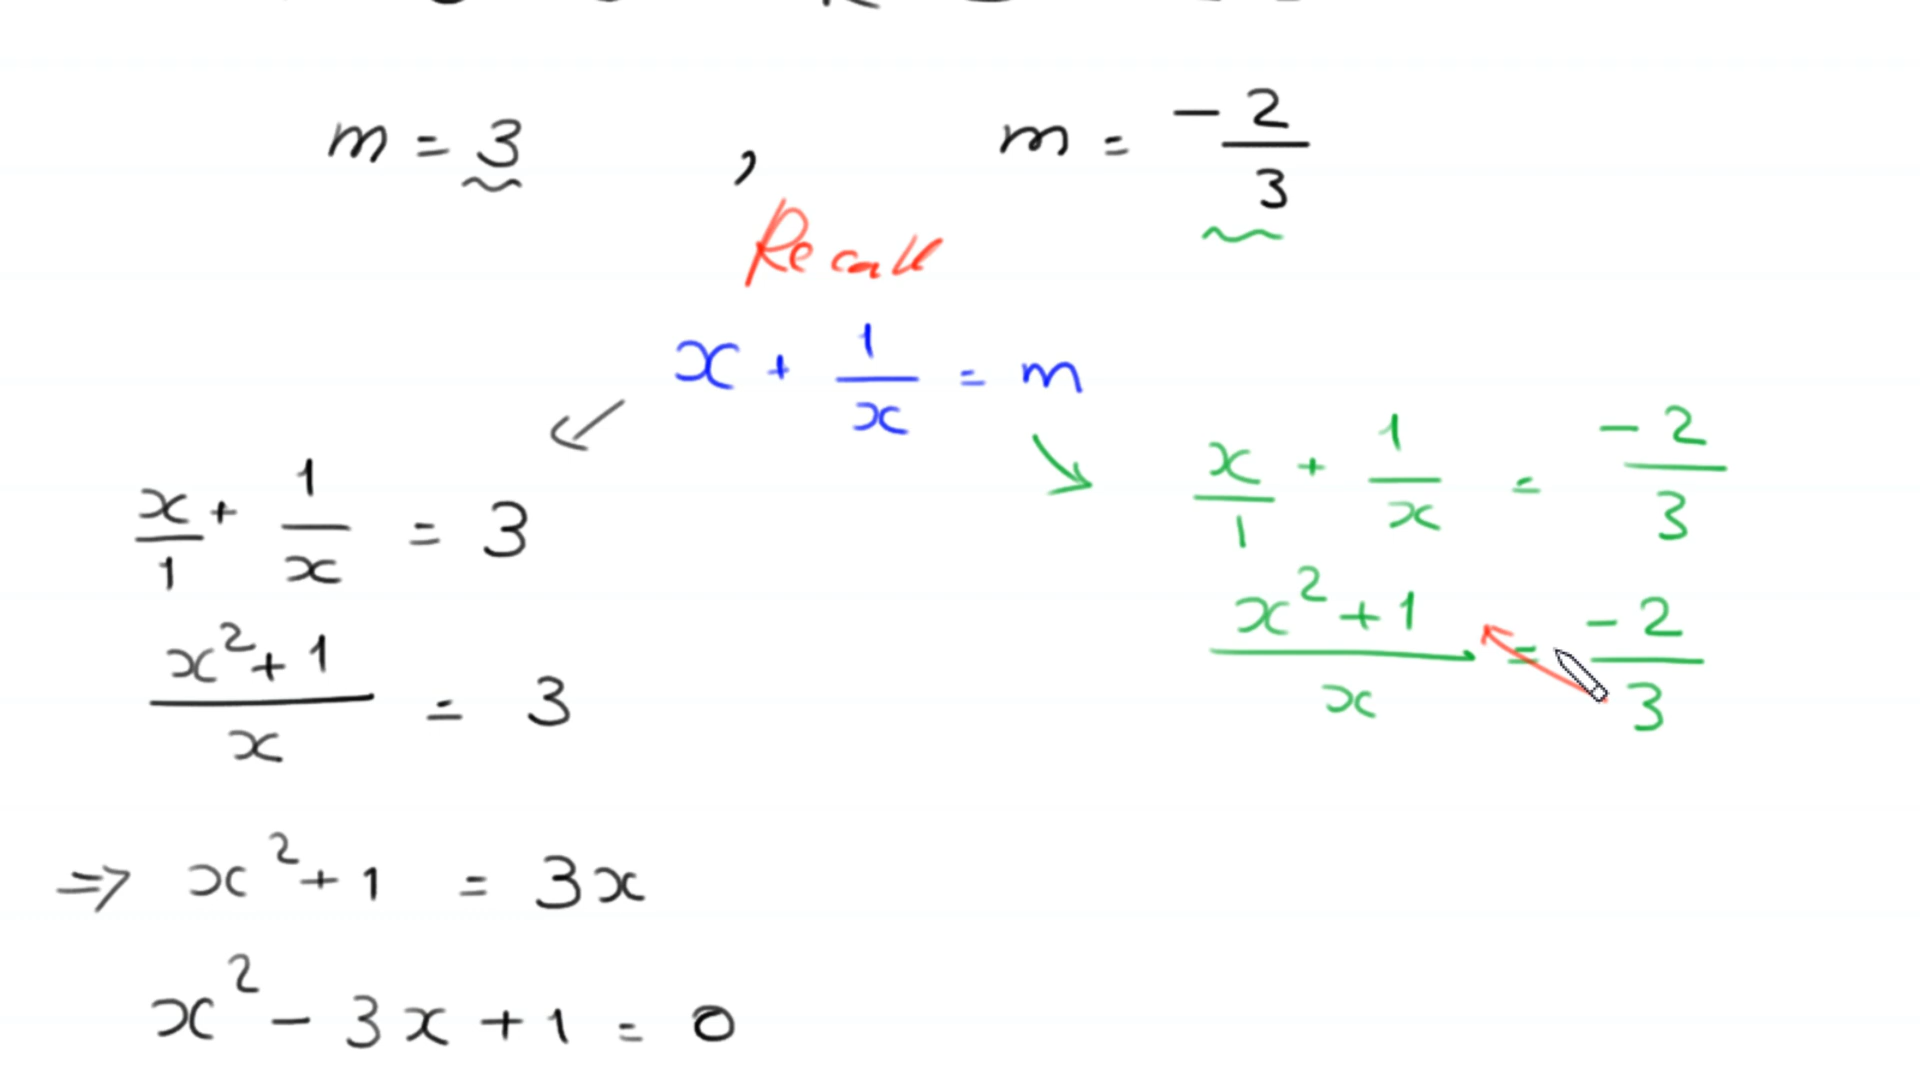 m = 3 , m = -2/3
Recall
x + 1/x = m
x/1 + 1/x = 3
x² + 1/x = 3
⇒ x² + 1 = 3x
x² - 3x + 1 = 0
x/1 + 1/x = -2/3
x² + 1/x = -2/3